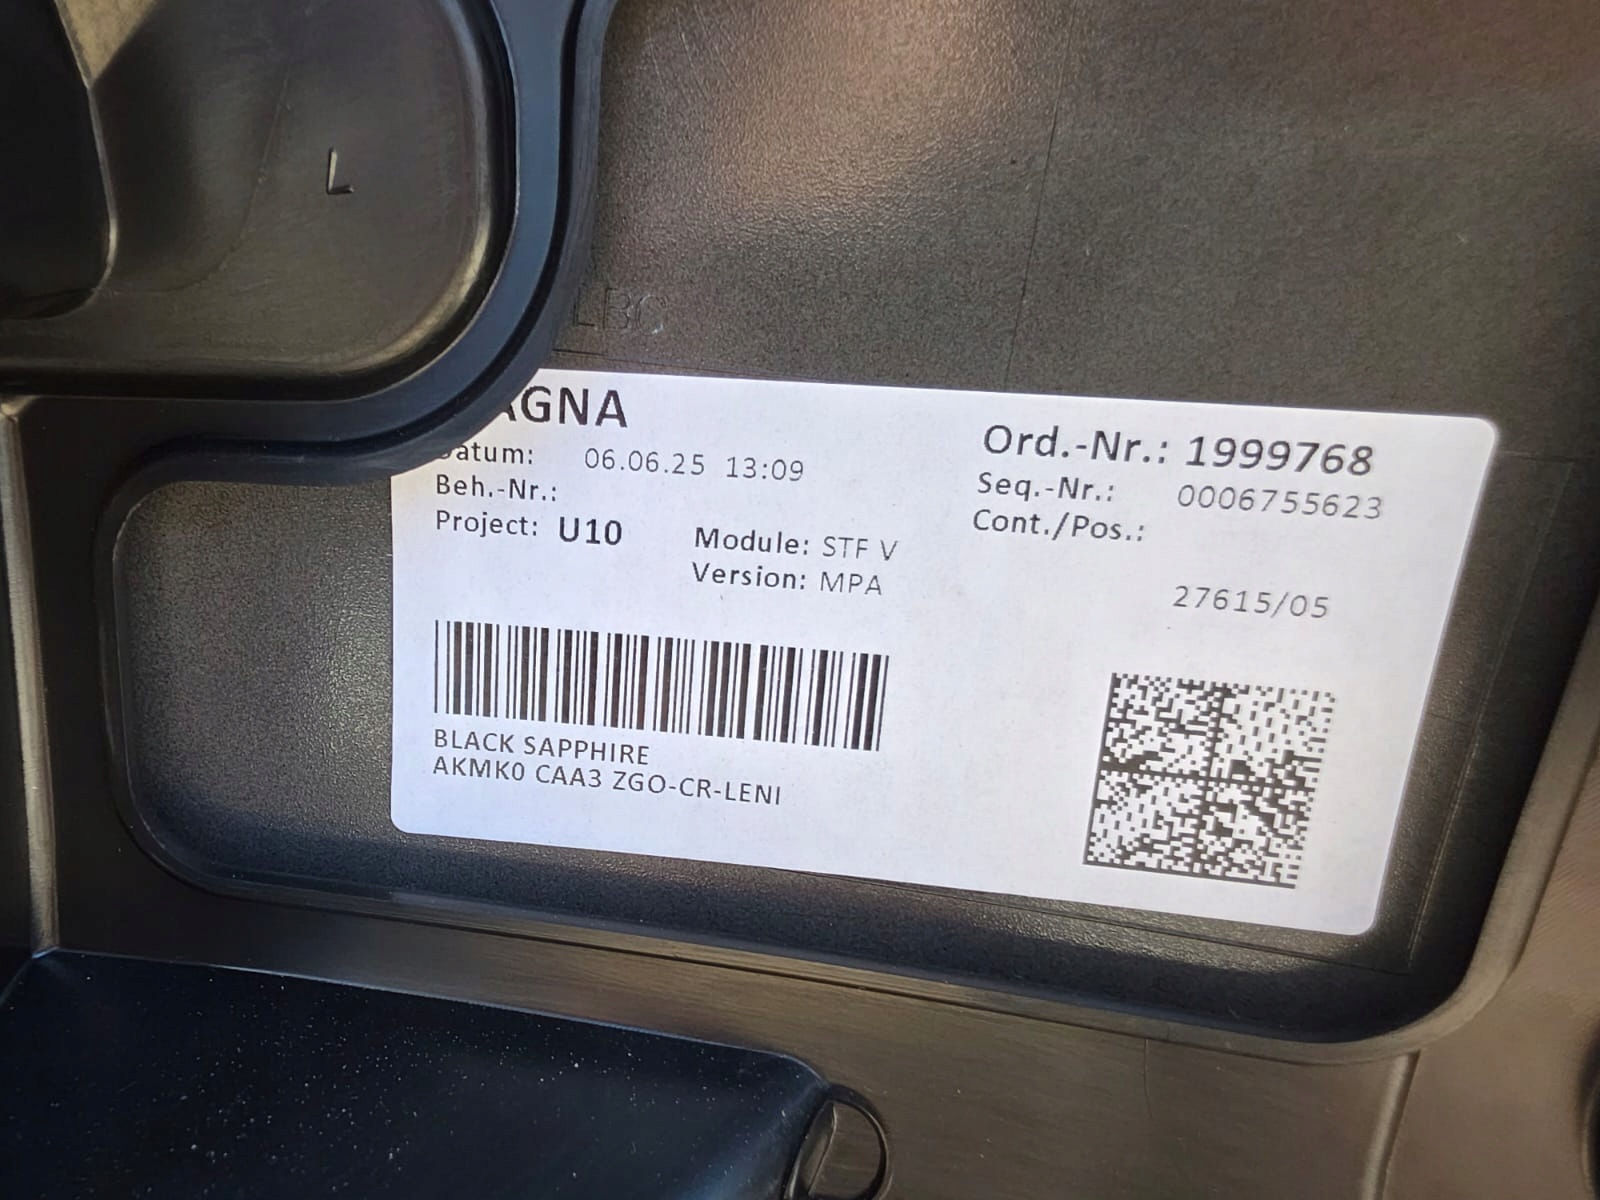 L
LBC
AGNA
Datum: 06.06.25 13:09
Beh.-Nr.:
Project: U10
Module: STF V
Version: MPA
Ord.-Nr.: 1999768
Seq.-Nr.: 0006755623
Cont./Pos.:
27615/05
BLACK SAPPHIRE
AKMK0 CAA3 ZGO-CR-LENI